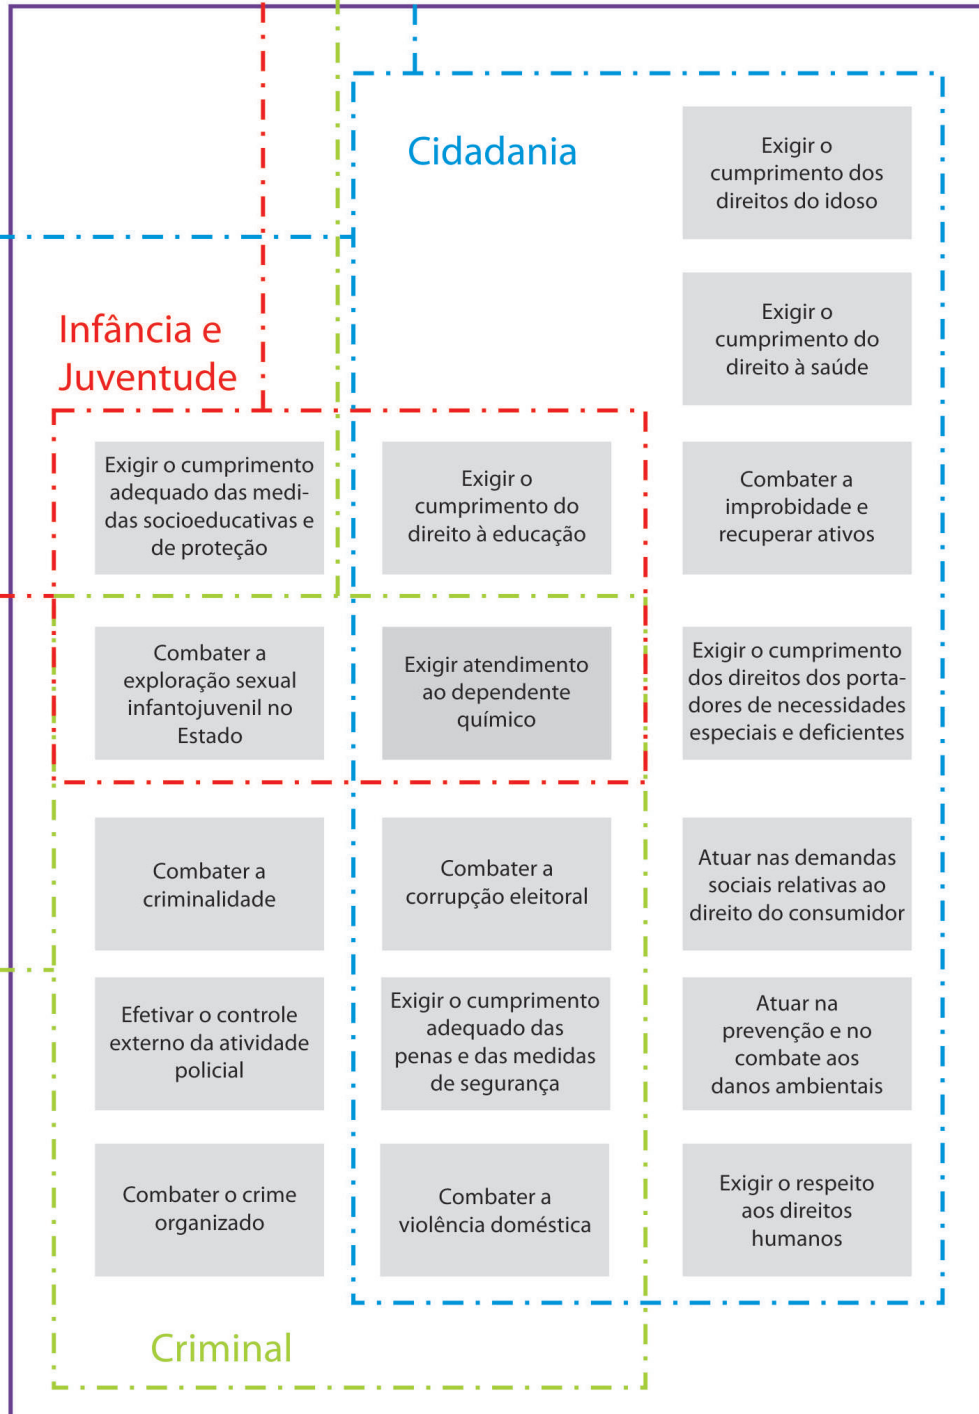 Cidadania
Exigir o
cumprimento dos
direitos do idoso
Exigir o
cumprimento do
direito à saúde
Infância e
Juventude
Exigir o cumprimento
adequado das medi-
das socioeducativas e
de proteção
Exigir o
cumprimento do
direito à educação
Combater a
improbidade e
recuperar ativos
Combater a
exploração sexual
infantojuvenil no
Estado
Exigir atendimento
ao dependente
químico
Exigir o cumprimento
dos direitos dos porta-
dores de necessidades
especiais e deficientes
Combater a
criminalidade
Combater a
corrupção eleitoral
Atuar nas demandas
sociais relativas ao
direito do consumidor
Efetivar o controle
externo da atividade
policial
Exigir o cumprimento
adequado das
penas e das medidas
de segurança
Atuar na
prevenção e no
combate aos
danos ambientais
Combater o crime
organizado
Combater a
violência doméstica
Exigir o respeito
aos direitos
humanos
Criminal